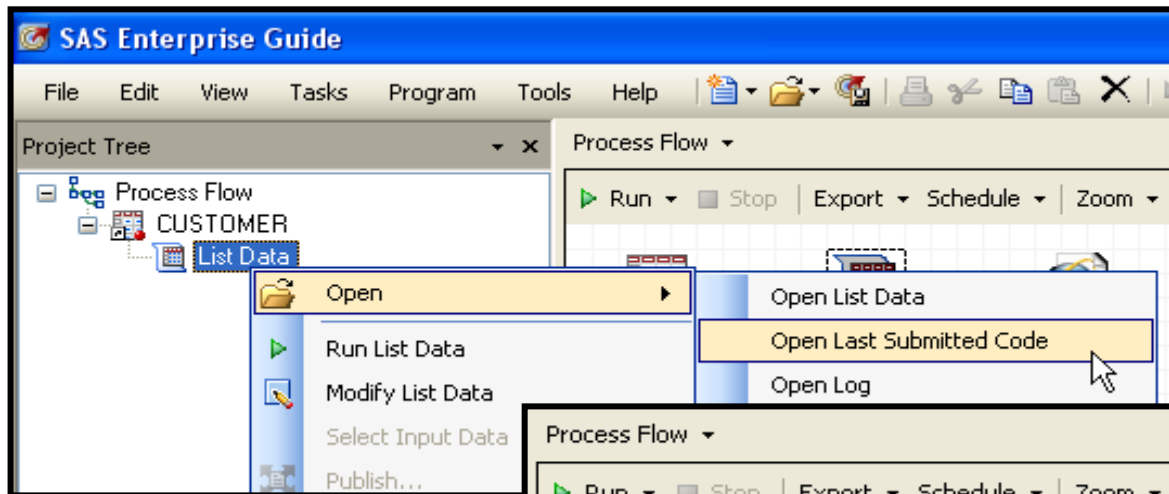 SAS Enterprise Guide
File Edit View Tasks Program Tools Help
Project Tree
Process Flow
CUSTOMER
List Data
Process Flow
Run Stop Export Schedule Zoom
Open
Run List Data
Modify List Data
Select Input Data
Publish...
Open List Data
Open Last Submitted Code
Open Log
Process Flow
Run Stop Export Schedule Zoom